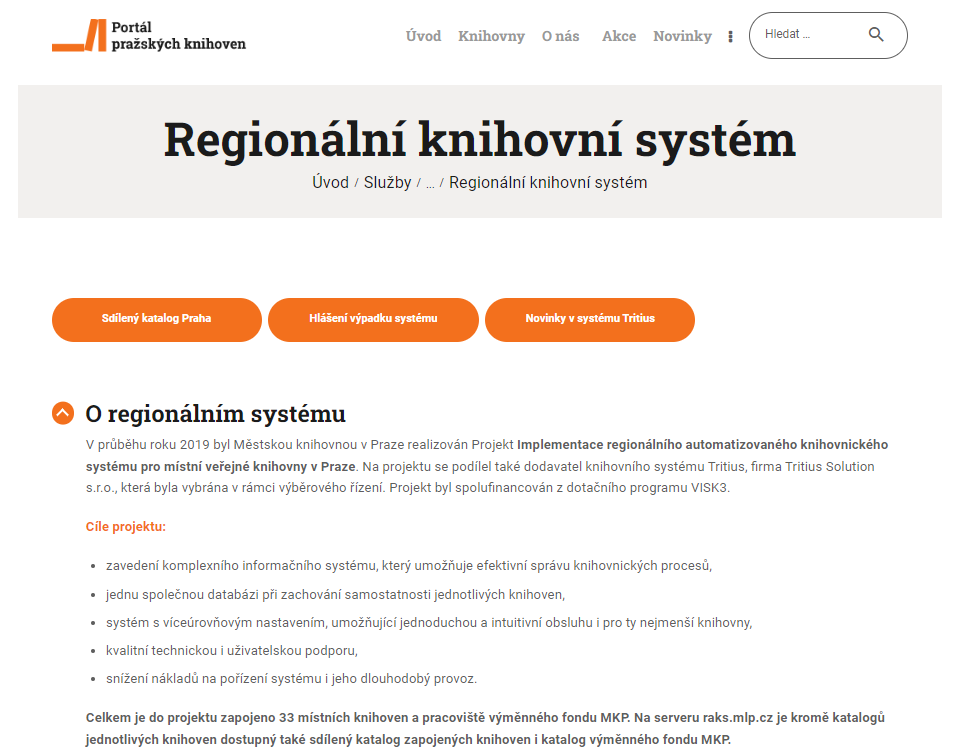 Portál
pražských knihoven
Úvod Knihovny O nás Akce Novinky
Hledat ...
Regionální knihovní systém
Úvod / Služby / ... / Regionální knihovní systém
Sdílený katalog Praha
Hlášení výpadku systému
Novinky v systému Tritius
O regionálním systému
V průběhu roku 2019 byl Městskou knihovnou v Praze realizován Projekt Implementace regionálního automatizovaného knihovnického
systému pro místní veřejné knihovny v Praze. Na projektu se podílel také dodavatel knihovního systému Tritius, firma Tritius Solution
s.r.o., která byla vybrána v rámci výběrového řízení. Projekt byl spolufinancován z dotačního programu VISK3.
Cíle projektu:
• zavedení komplexního informačního systému, který umožňuje efektivní správu knihovnických procesů,
• jednu společnou databázi při zachování samostatnosti jednotlivých knihoven,
• systém s víceúrovňovým nastavením, umožňující jednoduchou a intuitivní obsluhu i pro ty nejmenší knihovny,
• kvalitní technickou i uživatelskou podporu,
• snížení nákladů na pořízení systému i jeho dlouhodobý provoz.
Celkem je do projektu zapojeno 33 místních knihoven a pracoviště výměnného fondu MKP. Na serveru raks.mlp.cz je kromě katalogů
jednotlivých knihoven dostupný také sdílený katalog zapojených knihoven i katalog výměnného fondu MKP.